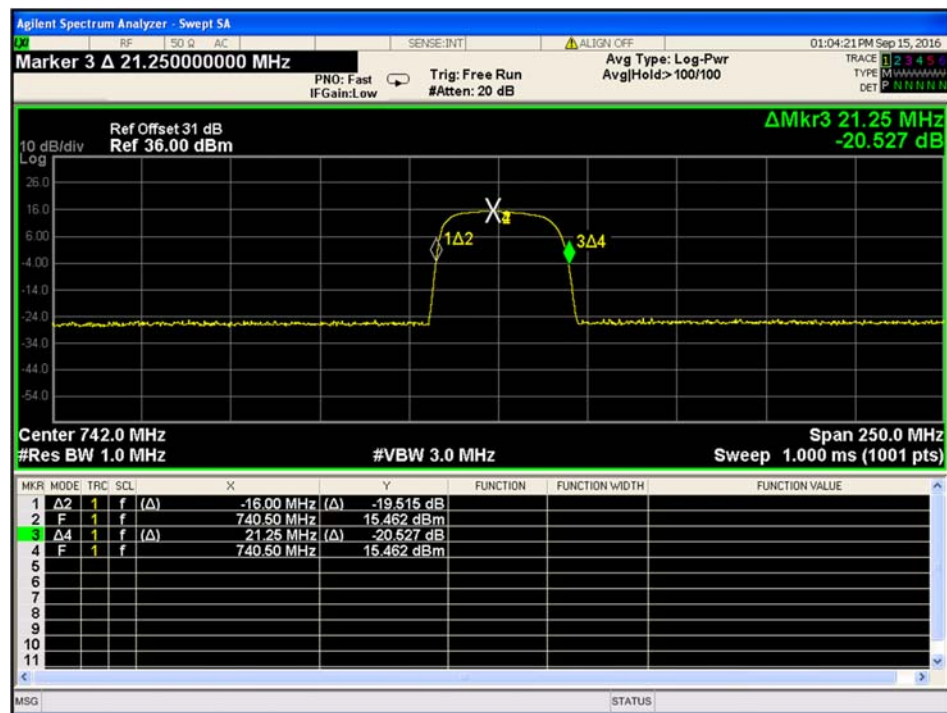 Agilent Spectrum Analyzer - Swept SA
RF 50 Ω AC SENSE:INT ALIGN OFF 01:04:21 PM Sep 15, 2016
Marker 3 Δ 21.250000000 MHz
PNO: Fast
IFGain:Low
Trig: Free Run
#Atten: 20 dB
Avg Type: Log-Pwr
Avg|Hold:> 100/100
TRACE 1 2 3 4 5 6
TYPE M
DET P N N N N N
ΔMkr3 21.25 MHz
-20.527 dB
Ref Offset 31 dB
10 dB/div Ref 36.00 dBm
Log
26.0
16.0
6.00
-4.00
-14.0
-24.0
-34.0
-44.0
-54.0
1Δ2
3Δ4
Center 742.0 MHz Span 250.0 MHz
#Res BW 1.0 MHz #VBW 3.0 MHz Sweep 1.000 ms (1001 pts)
MKR MODE TRC SCL X Y FUNCTION FUNCTION WIDTH FUNCTION VALUE
1 Δ2 1 f (Δ) -16.00 MHz (Δ) -19.515 dB
2 F 1 f 740.50 MHz 15.462 dBm
3 Δ4 1 f (Δ) 21.25 MHz (Δ) -20.527 dB
4 F 1 f 740.50 MHz 15.462 dBm
5
6
7
8
9
10
11
MSG STATUS